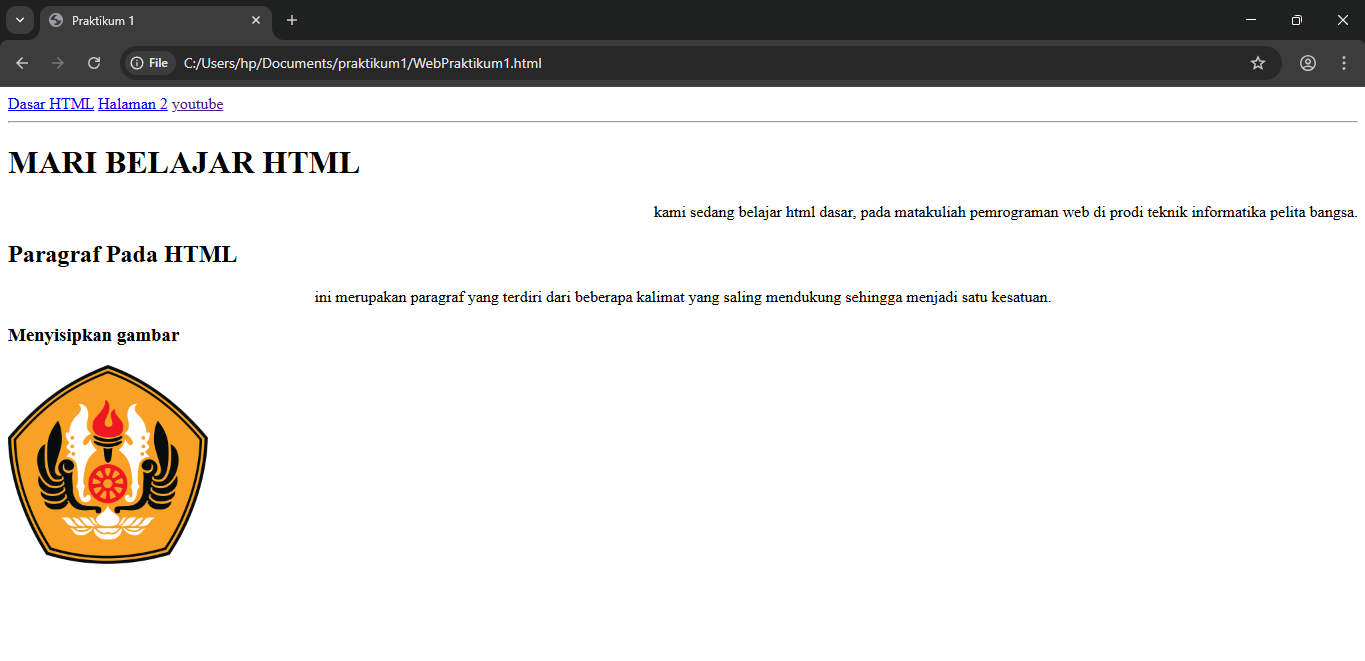 Praktikum 1
File C:/Users/hp/Documents/praktikum1/WebPraktikum1.html
Dasar HTML Halaman 2 youtube
MARI BELAJAR HTML
kami sedang belajar html dasar, pada matakuliah pemrograman web di prodi teknik informatika pelita bangsa.
Paragraf Pada HTML
ini merupakan paragraf yang terdiri dari beberapa kalimat yang saling mendukung sehingga menjadi satu kesatuan.
Menyisipkan gambar